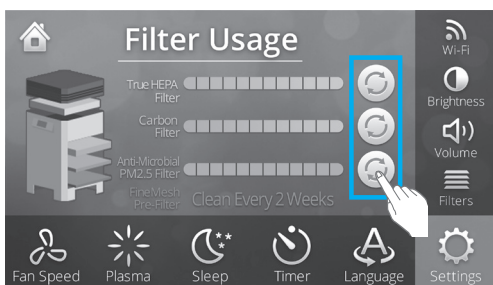 Filter Usage
True HEPA
Filter
Carbon
Filter
Anti-Microbial
PM2.5 Filter
FineMesh
Pre-Filter
Clean Every 2 Weeks
Wi-Fi
Brightness
Volume
Filters
Fan Speed
Plasma
Sleep
Timer
A
Language
Settings